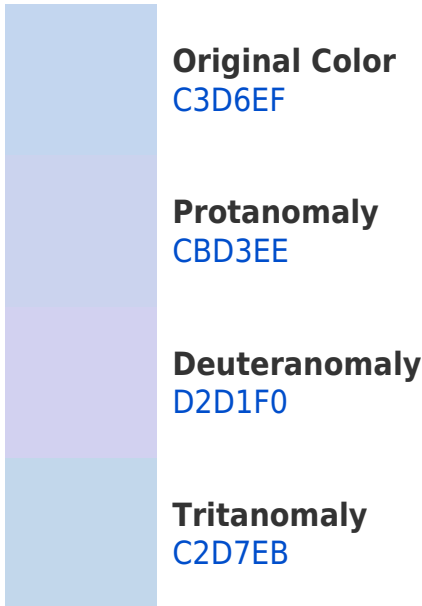 Original Color
C3D6EF
Protanomaly
CBD3EE
Deuteranomaly
D2D1F0
Tritanomaly
C2D7EB